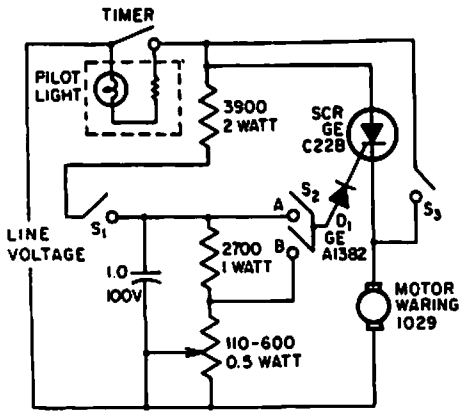 TIMER
PILOT
LIGHT
3900
2 WATT
SCR
GE
C22B
S1
A
S2
B
D1
GE
A1382
S3
LINE
VOLTAGE
1.0
100V
2700
1 WATT
110-600
0.5 WATT
MOTOR
WARING
1029